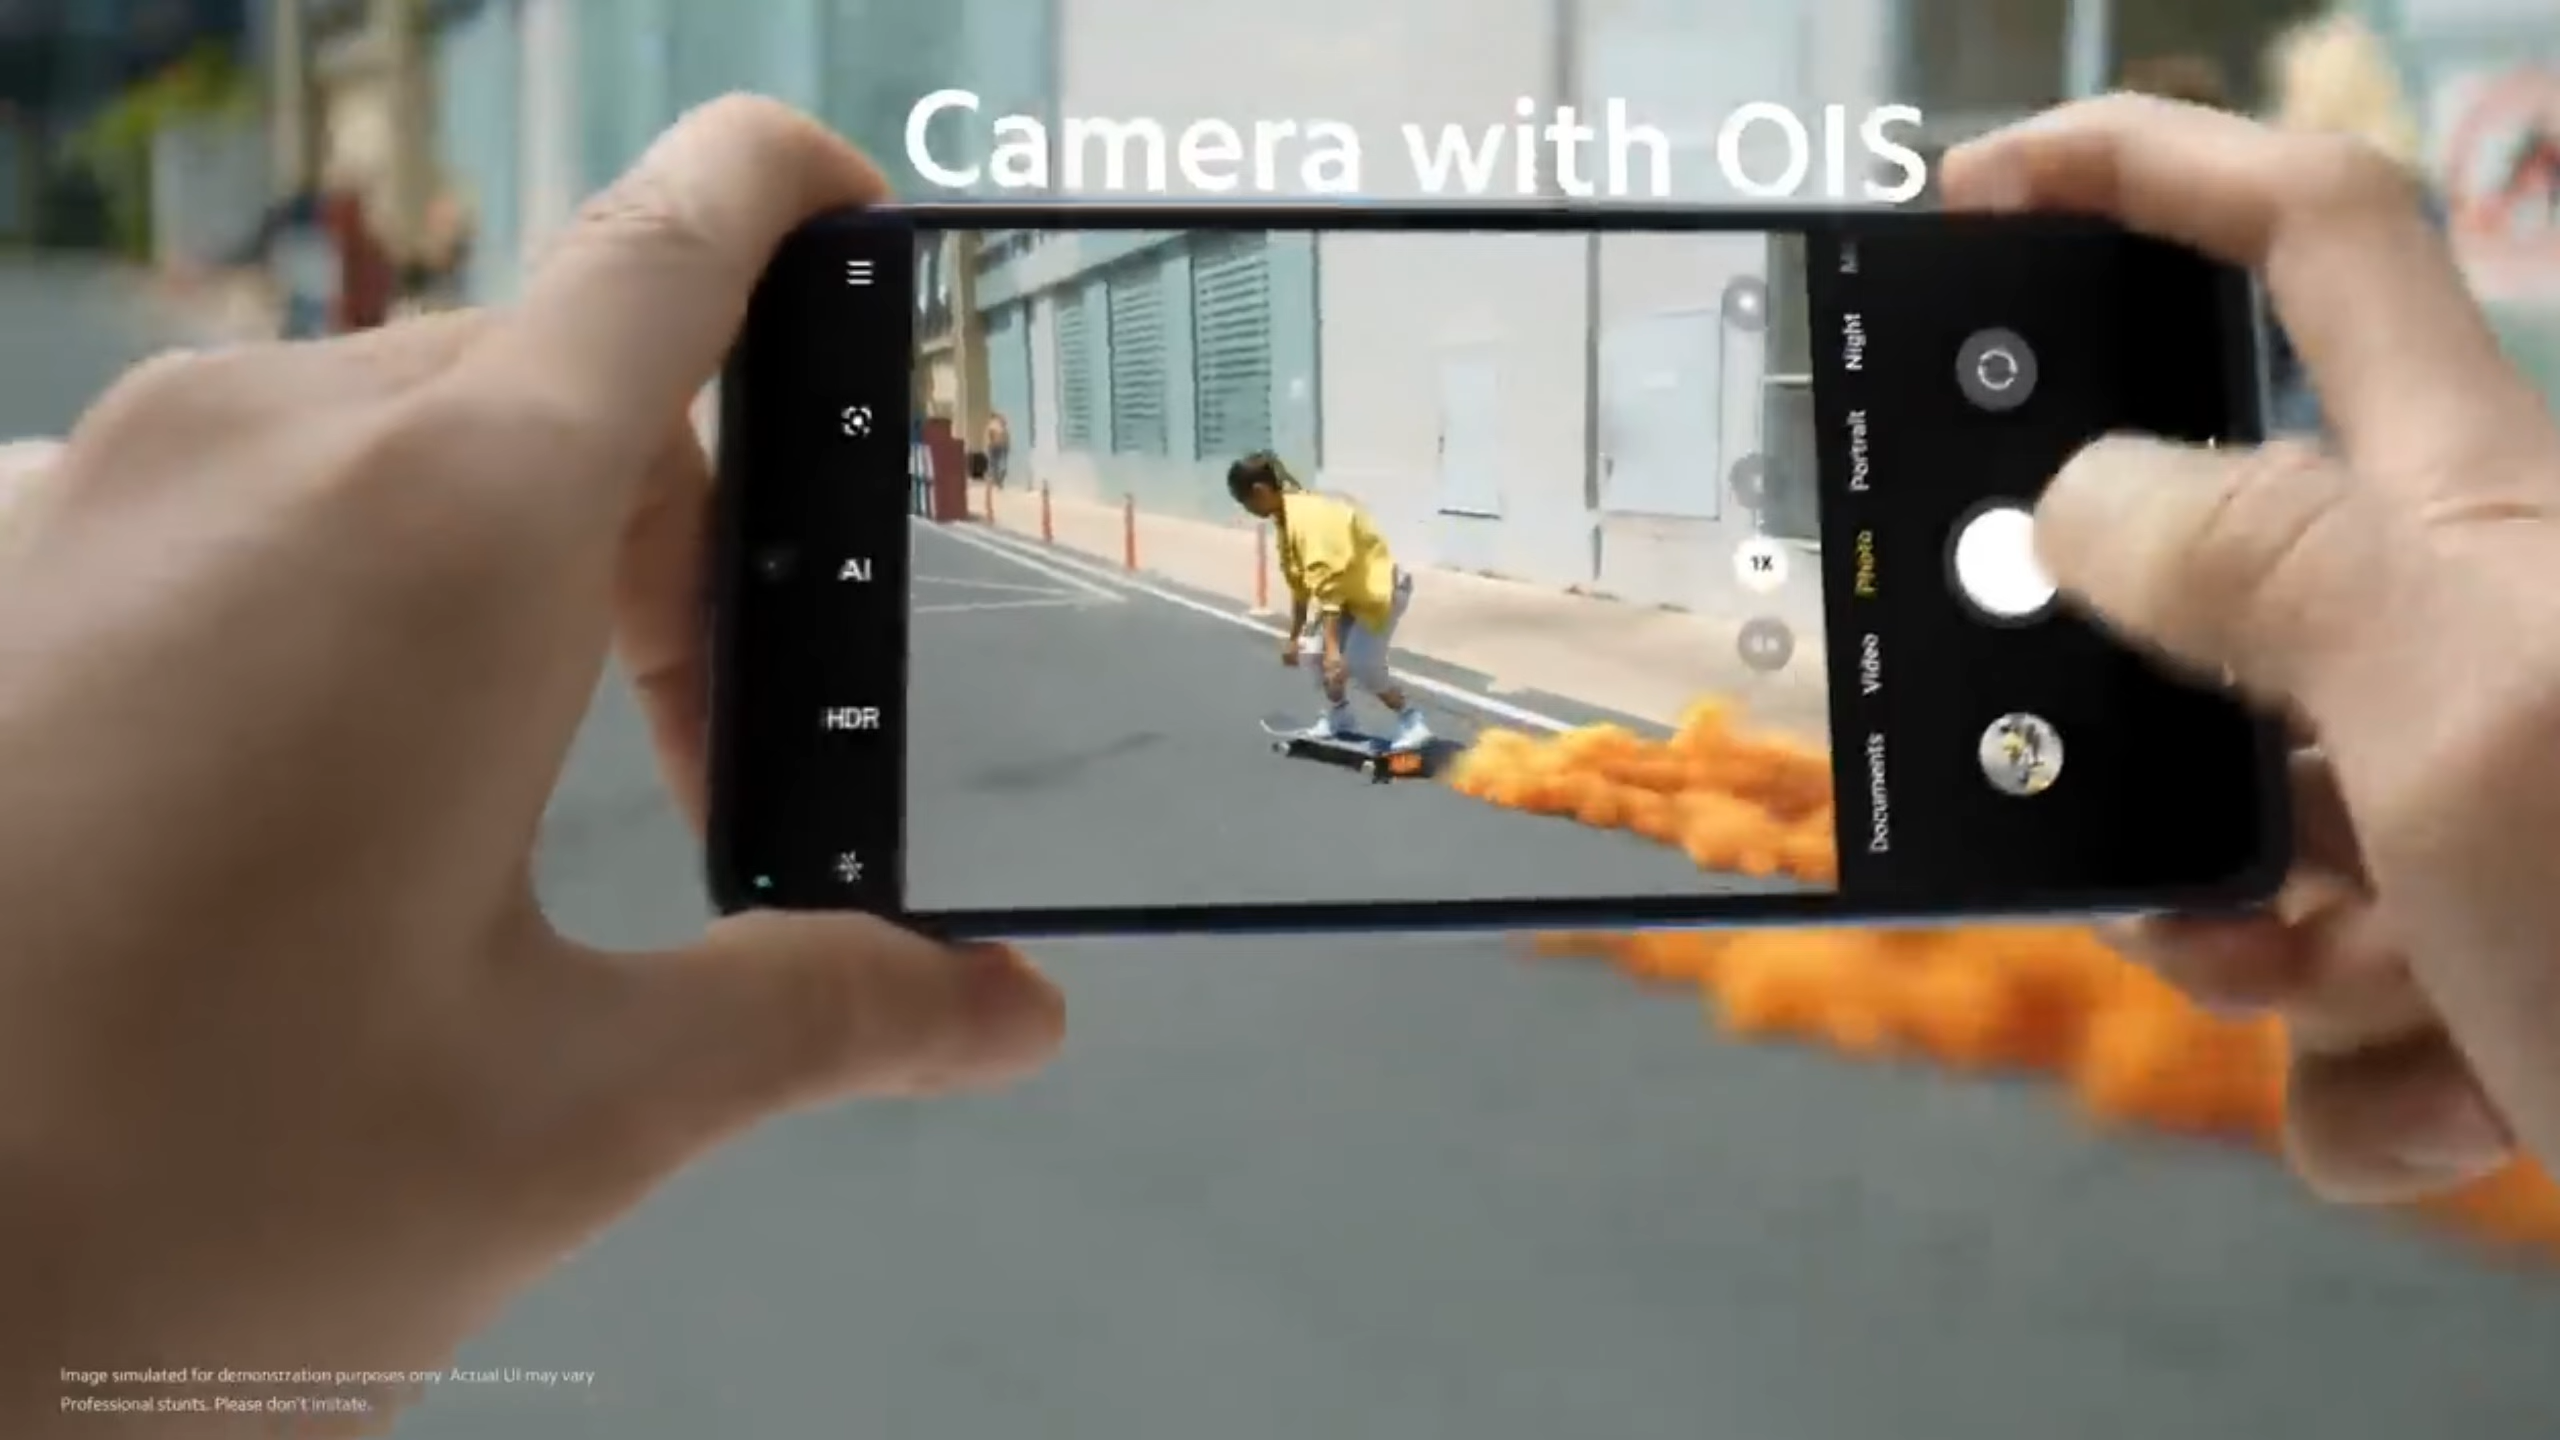 Camera with OIS
AI
HDR
1X
Night
Portrait
Photo
Video
Documents
Image simulated for demonstration purposes only. Actual UI may vary
Professional stunts. Please don't imitate.